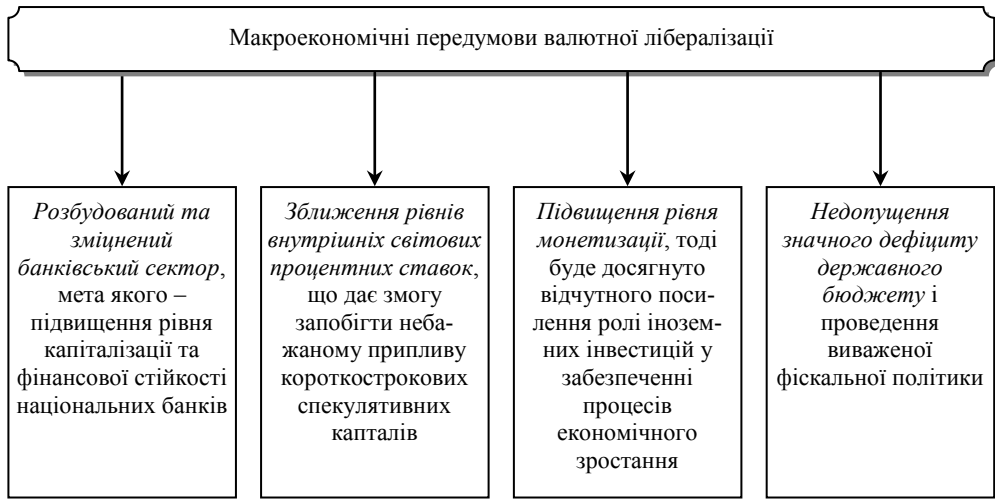 Макроекономічні передумови валютної лібералізації
Розбудований та
зміцнений
банківський сектор,
мета якого –
підвищення рівня
капіталізації та
фінансової стійкості
національних банків
Зближення рівнів
внутрішніх світових
процентних ставок,
що дає змогу
запобігти неба-
жаному припливу
короткострокових
спекулятивних
капталів
Підвищення рівня
монетизації, тоді
буде досягнуто
відчутного поси-
лення ролі інозем-
них інвестицій у
забезпеченні
процесів
економічного
зростання
Недопущення
значного дефіциту
державного
бюджету і
проведення
виваженої
фіскальної політики